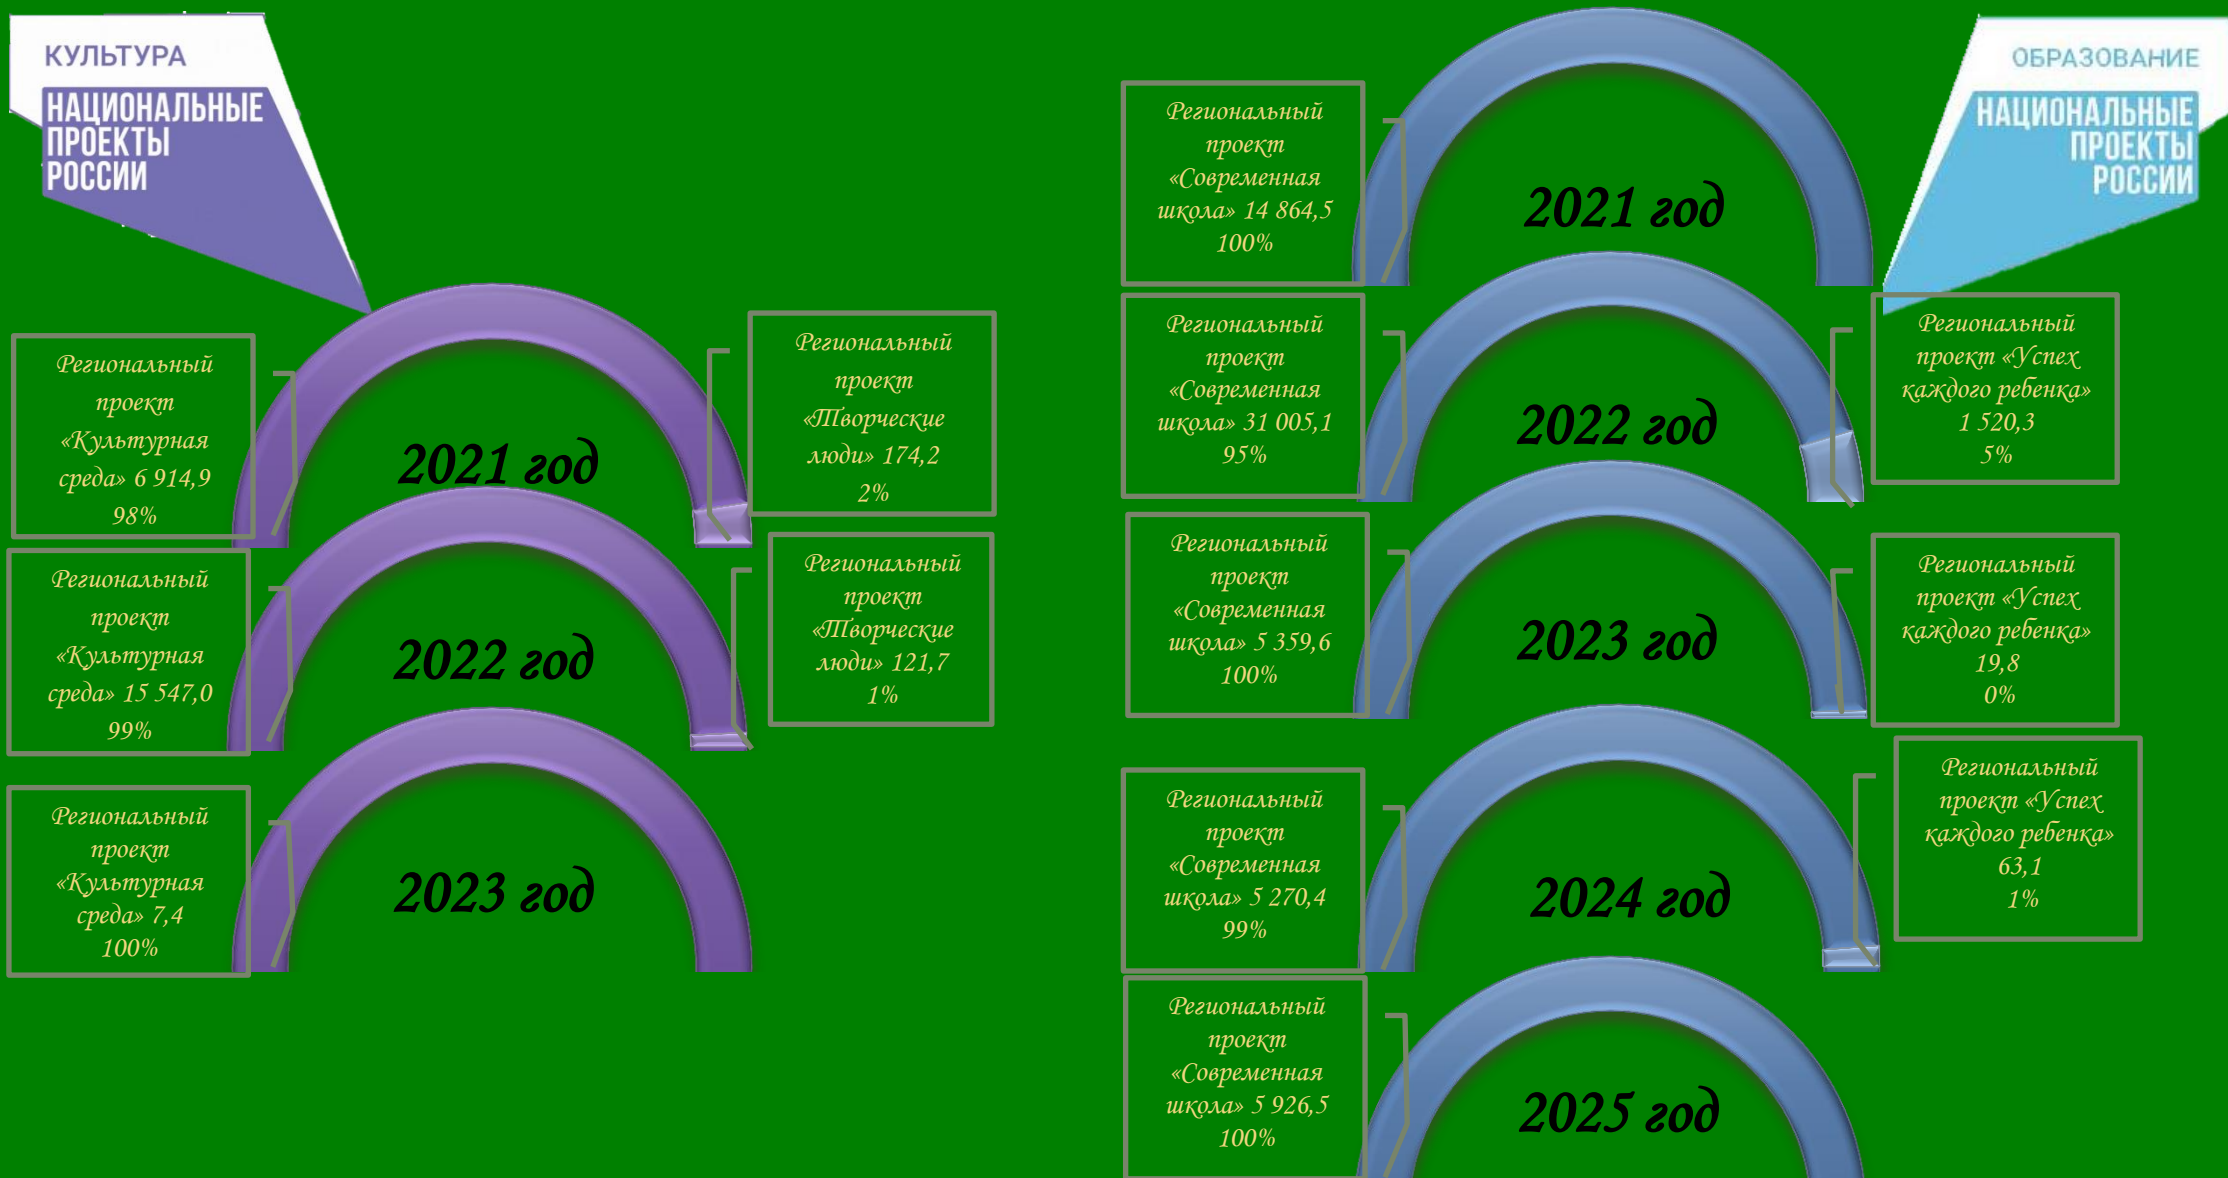 КУЛЬТУРА
НАЦИОНАЛЬНЫЕ
ПРОЕКТЫ
РОССИИ
Региональный
проект
«Культурная
среда» 6 914,9
98%
2021 год
Региональный
проект
«Творческие
люди» 174,2
2%
Региональный
проект
«Культурная
среда» 15 547,0
99%
2022 год
Региональный
проект
«Творческие
люди» 121,7
1%
Региональный
проект
«Культурная
среда» 7,4
100%
2023 год
ОБРАЗОВАНИЕ
НАЦИОНАЛЬНЫЕ
ПРОЕКТЫ
РОССИИ
Региональный
проект
«Современная
школа» 14 864,5
100%
2021 год
Региональный
проект
«Современная
школа» 31 005,1
95%
2022 год
Региональный
проект «Успех
каждого ребенка»
1 520,3
5%
Региональный
проект
«Современная
школа» 5 359,6
100%
2023 год
Региональный
проект «Успех
каждого ребенка»
19,8
0%
Региональный
проект
«Современная
школа» 5 270,4
99%
2024 год
Региональный
проект «Успех
каждого ребенка»
63,1
1%
Региональный
проект
«Современная
школа» 5 926,5
100%
2025 год